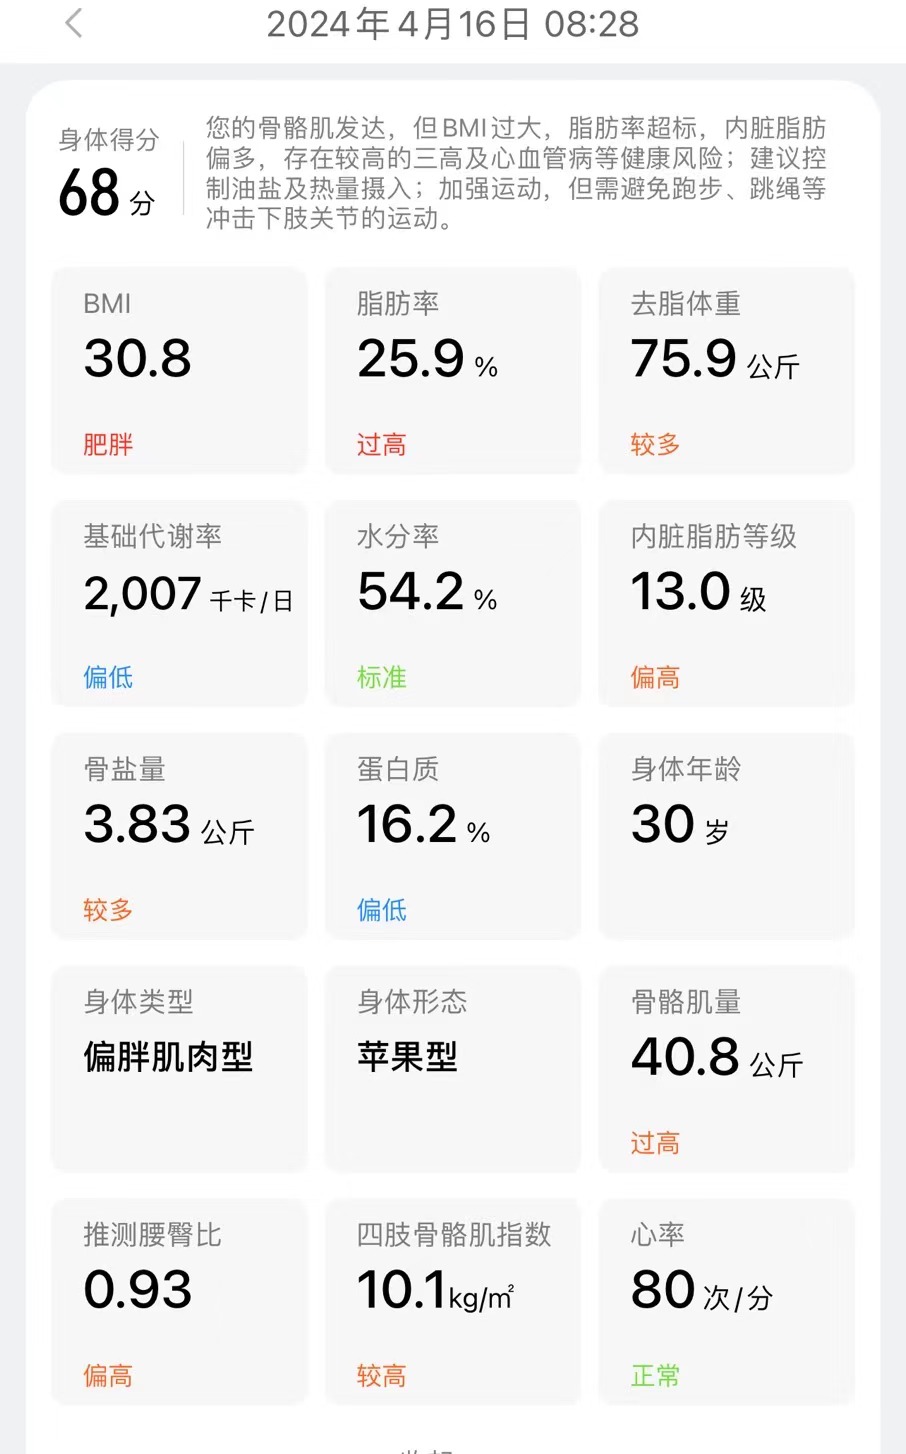 2024年4月16日 08:28
身体得分
68 分
您的骨骼肌发达，但BMI过大，脂肪率超标，内脏脂肪
偏多，存在较高的三高及心血管病等健康风险；建议控
制油盐及热量摄入；加强运动，但需避免跑步、跳绳等
冲击下肢关节的运动。
BMI
30.8
肥胖
脂肪率
25.9 %
过高
去脂体重
75.9 公斤
较多
基础代谢率
2,007 千卡/日
偏低
水分率
54.2 %
标准
内脏脂肪等级
13.0 级
偏高
骨盐量
3.83 公斤
较多
蛋白质
16.2 %
偏低
身体年龄
30 岁
身体类型
偏胖肌肉型
身体形态
苹果型
骨骼肌量
40.8 公斤
过高
推测腰臀比
0.93
偏高
四肢骨骼肌指数
10.1kg/㎡
较高
心率
80 次/分
正常